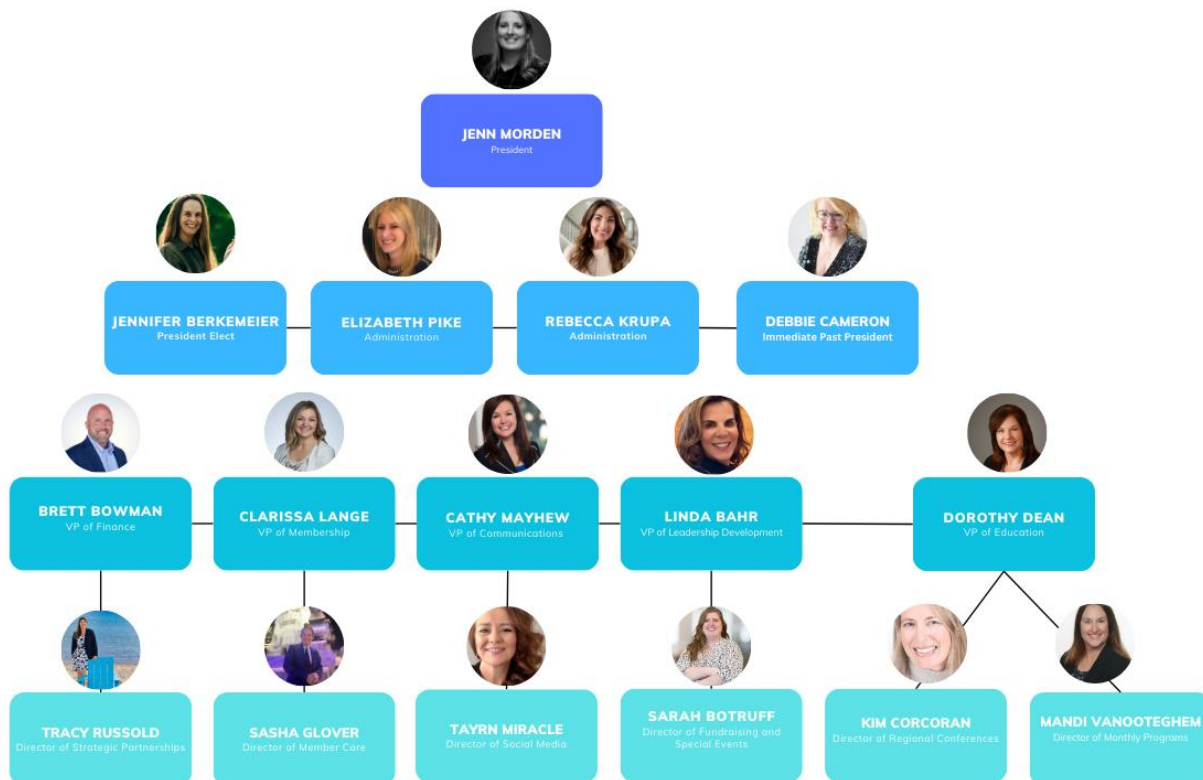 JENN MORDEN
President
JENNIFER BERKEMEIER
President Elect
ELIZABETH PIKE
Administration
REBECCA KRUPA
Administration
DEBBIE CAMERON
Immediate Past President
BRETT BOWMAN
VP of Finance
CLARISSA LANGE
VP of Membership
CATHY MAYHEW
VP of Communications
LINDA BAHR
VP of Leadership Development
DOROTHY DEAN
VP of Education
TRACY RUSSOLD
Director of Strategic Partnerships
SASHA GLOVER
Director of Member Care
TAYRN MIRACLE
Director of Social Media
SARAH BOTRUFF
Director of Fundraising and
Special Events
KIM CORCORAN
Director of Regional Conferences
MANDI VANOOTEGHEM
Director of Monthly Programs